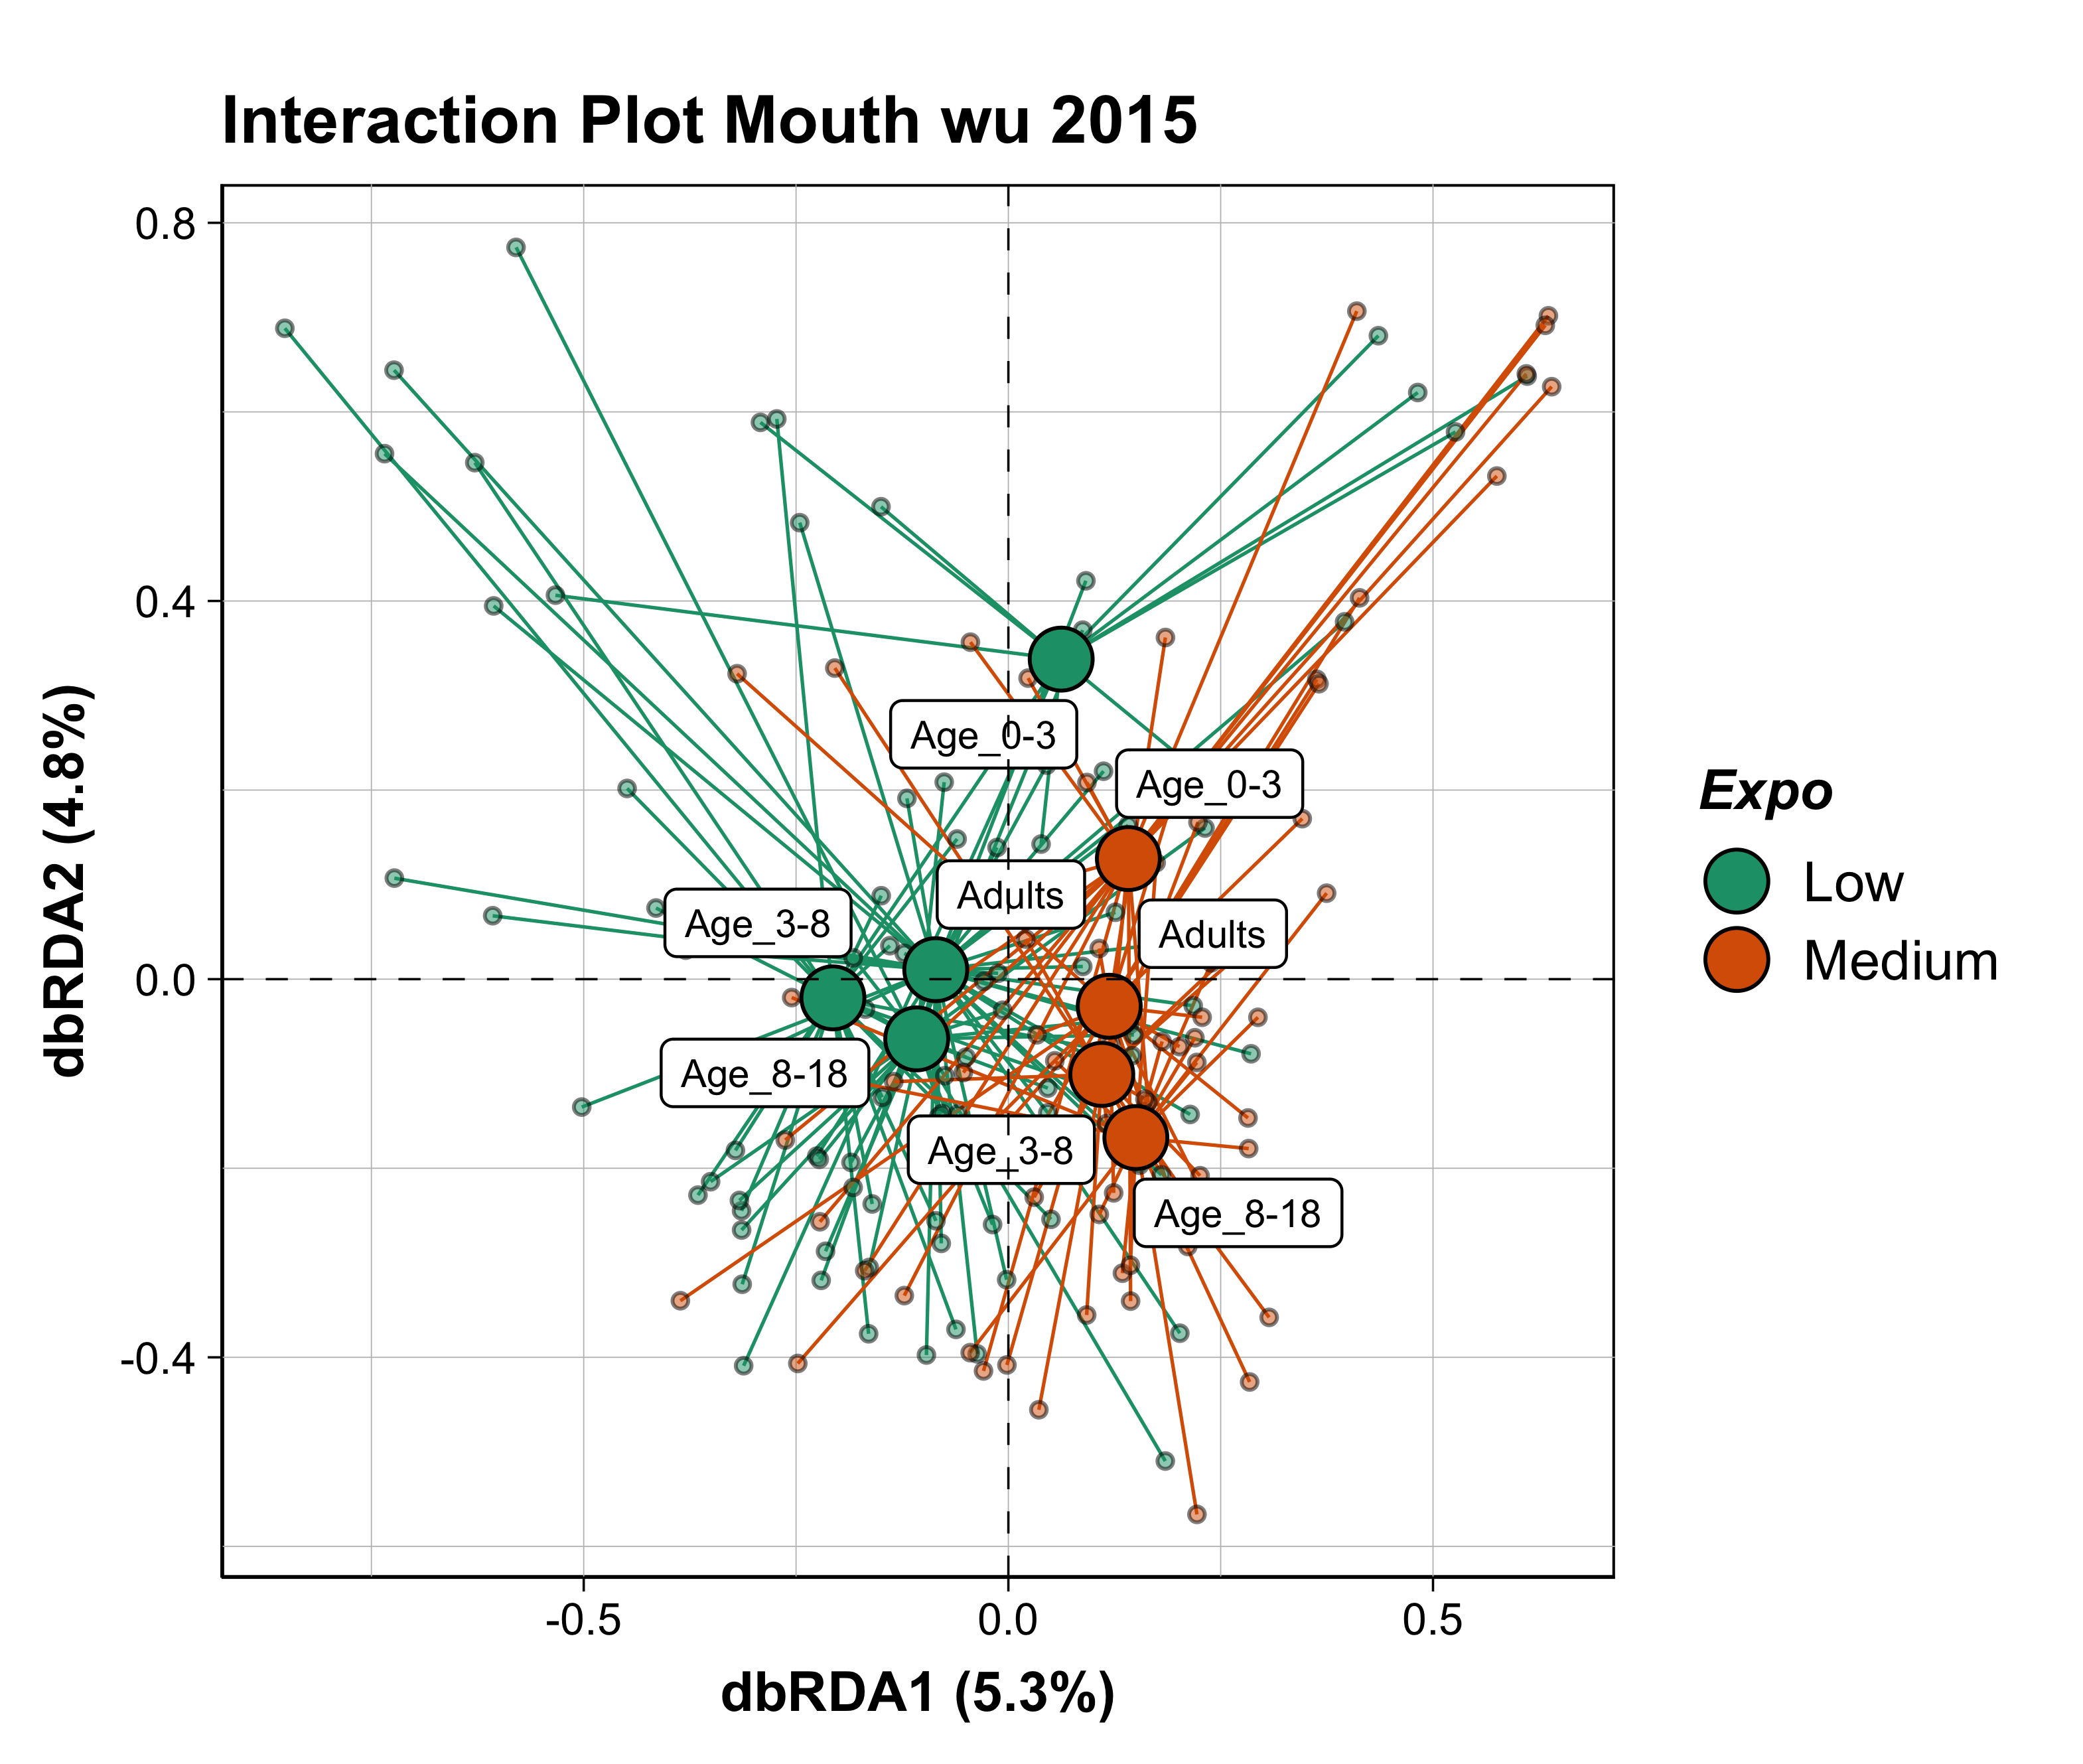 Interaction Plot Mouth wu 2015
0.8
0.4
0.0
-0.4
dbRDA2 (4.8%)
Age_0-3
Age_0-3
Adults
Age_3-8
Adults
Age_8-18
Age_3-8
Age_8-18
-0.5
0.0
0.5
dbRDA1 (5.3%)
Expo
Low
Medium